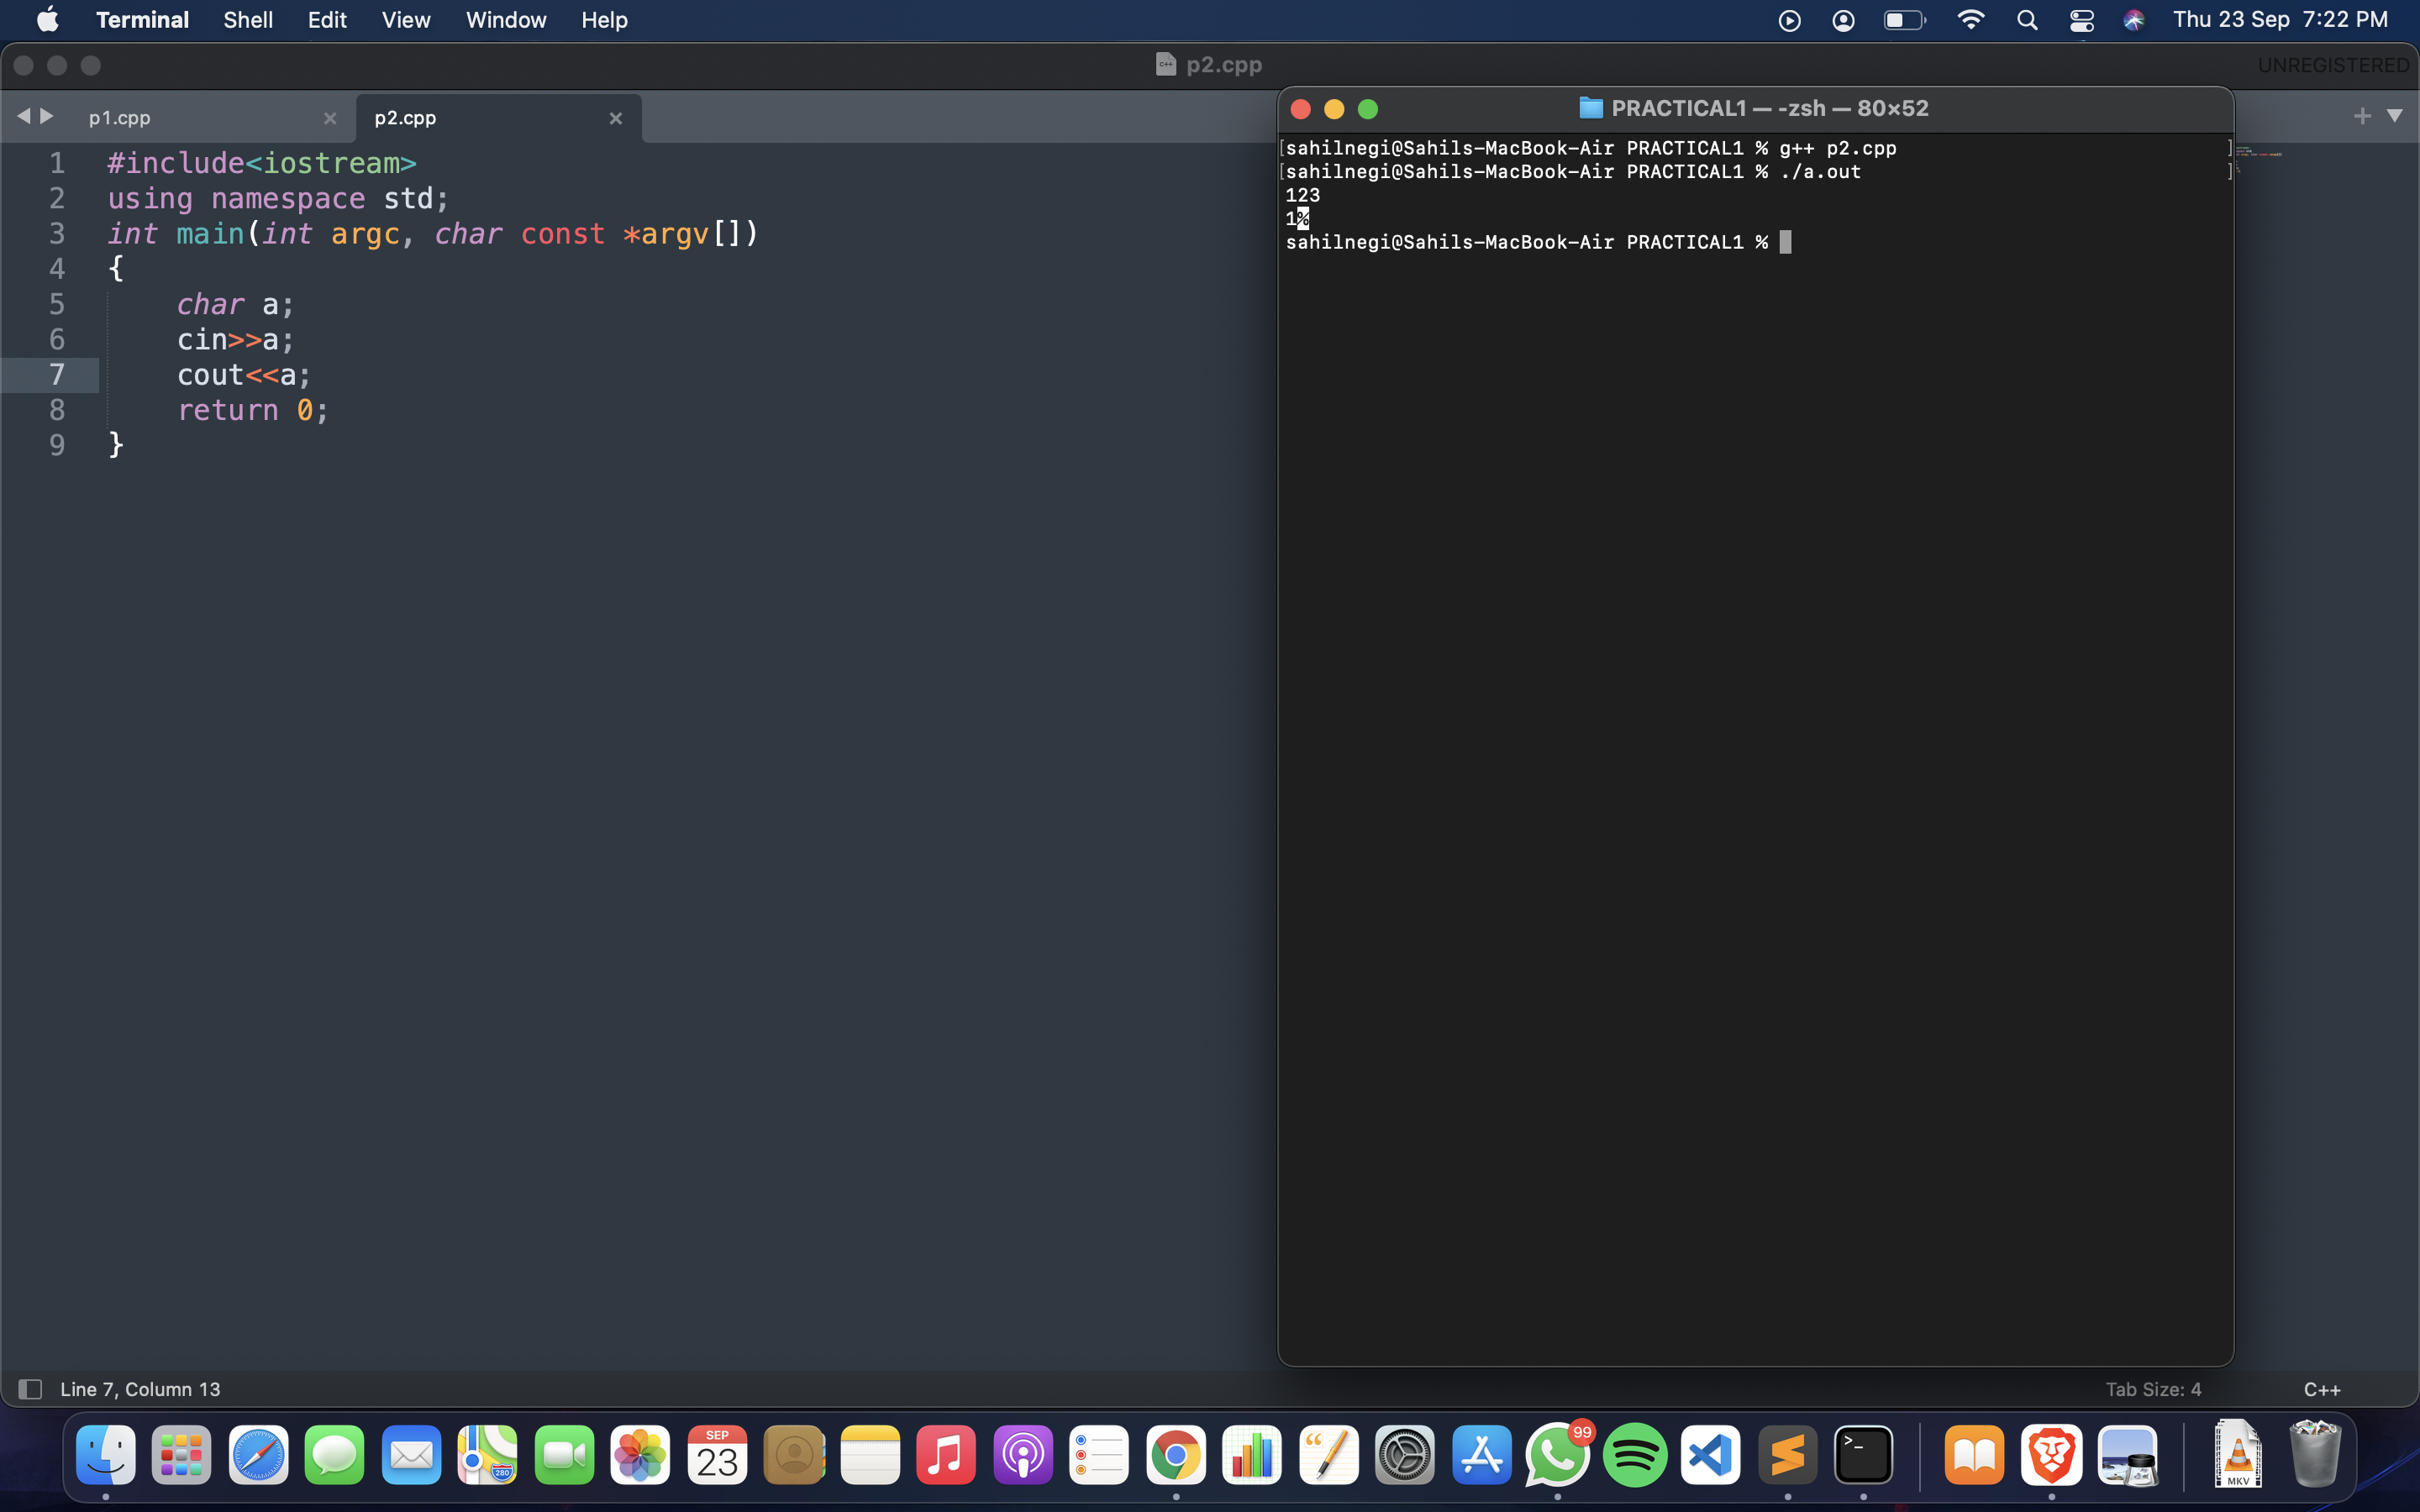 Terminal Shell Edit View Window Help Thu 23 Sep 7:22 PM
p2.cpp UNREGISTERED
p1.cpp p2.cpp
1 #include<iostream>
2 using namespace std;
3 int main(int argc, char const *argv[])
4 {
5 char a;
6 cin>>a;
7 cout<<a;
8 return 0;
9 }
PRACTICAL1 — -zsh — 80×52
[sahilnegi@Sahils-MacBook-Air PRACTICAL1 % g++ p2.cpp ]
[sahilnegi@Sahils-MacBook-Air PRACTICAL1 % ./a.out ]
123
1%
sahilnegi@Sahils-MacBook-Air PRACTICAL1 %
Line 7, Column 13 Tab Size: 4 C++
280
SEP
23
99
>_
MKV